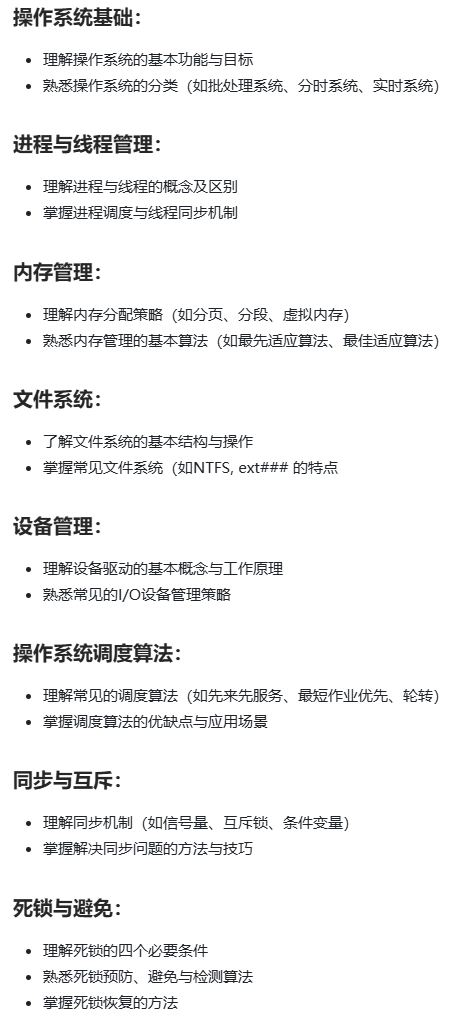 操作系统基础：
理解操作系统的基本功能与目标
熟悉操作系统的分类（如批处理系统、分时系统、实时系统）
进程与线程管理：
理解进程与线程的概念及区别
掌握进程调度与线程同步机制
内存管理：
理解内存分配策略（如分页、分段、虚拟内存）
熟悉内存管理的基本算法（如最先适应算法、最佳适应算法）
文件系统：
了解文件系统的基本结构与操作
掌握常见文件系统（如NTFS, ext### 的特点
设备管理：
理解设备驱动的基本概念与工作原理
熟悉常见的I/O设备管理策略
操作系统调度算法：
理解常见的调度算法（如先来先服务、最短作业优先、轮转）
掌握调度算法的优缺点与应用场景
同步与互斥：
理解同步机制（如信号量、互斥锁、条件变量）
掌握解决同步问题的方法与技巧
死锁与避免：
理解死锁的四个必要条件
熟悉死锁预防、避免与检测算法
掌握死锁恢复的方法